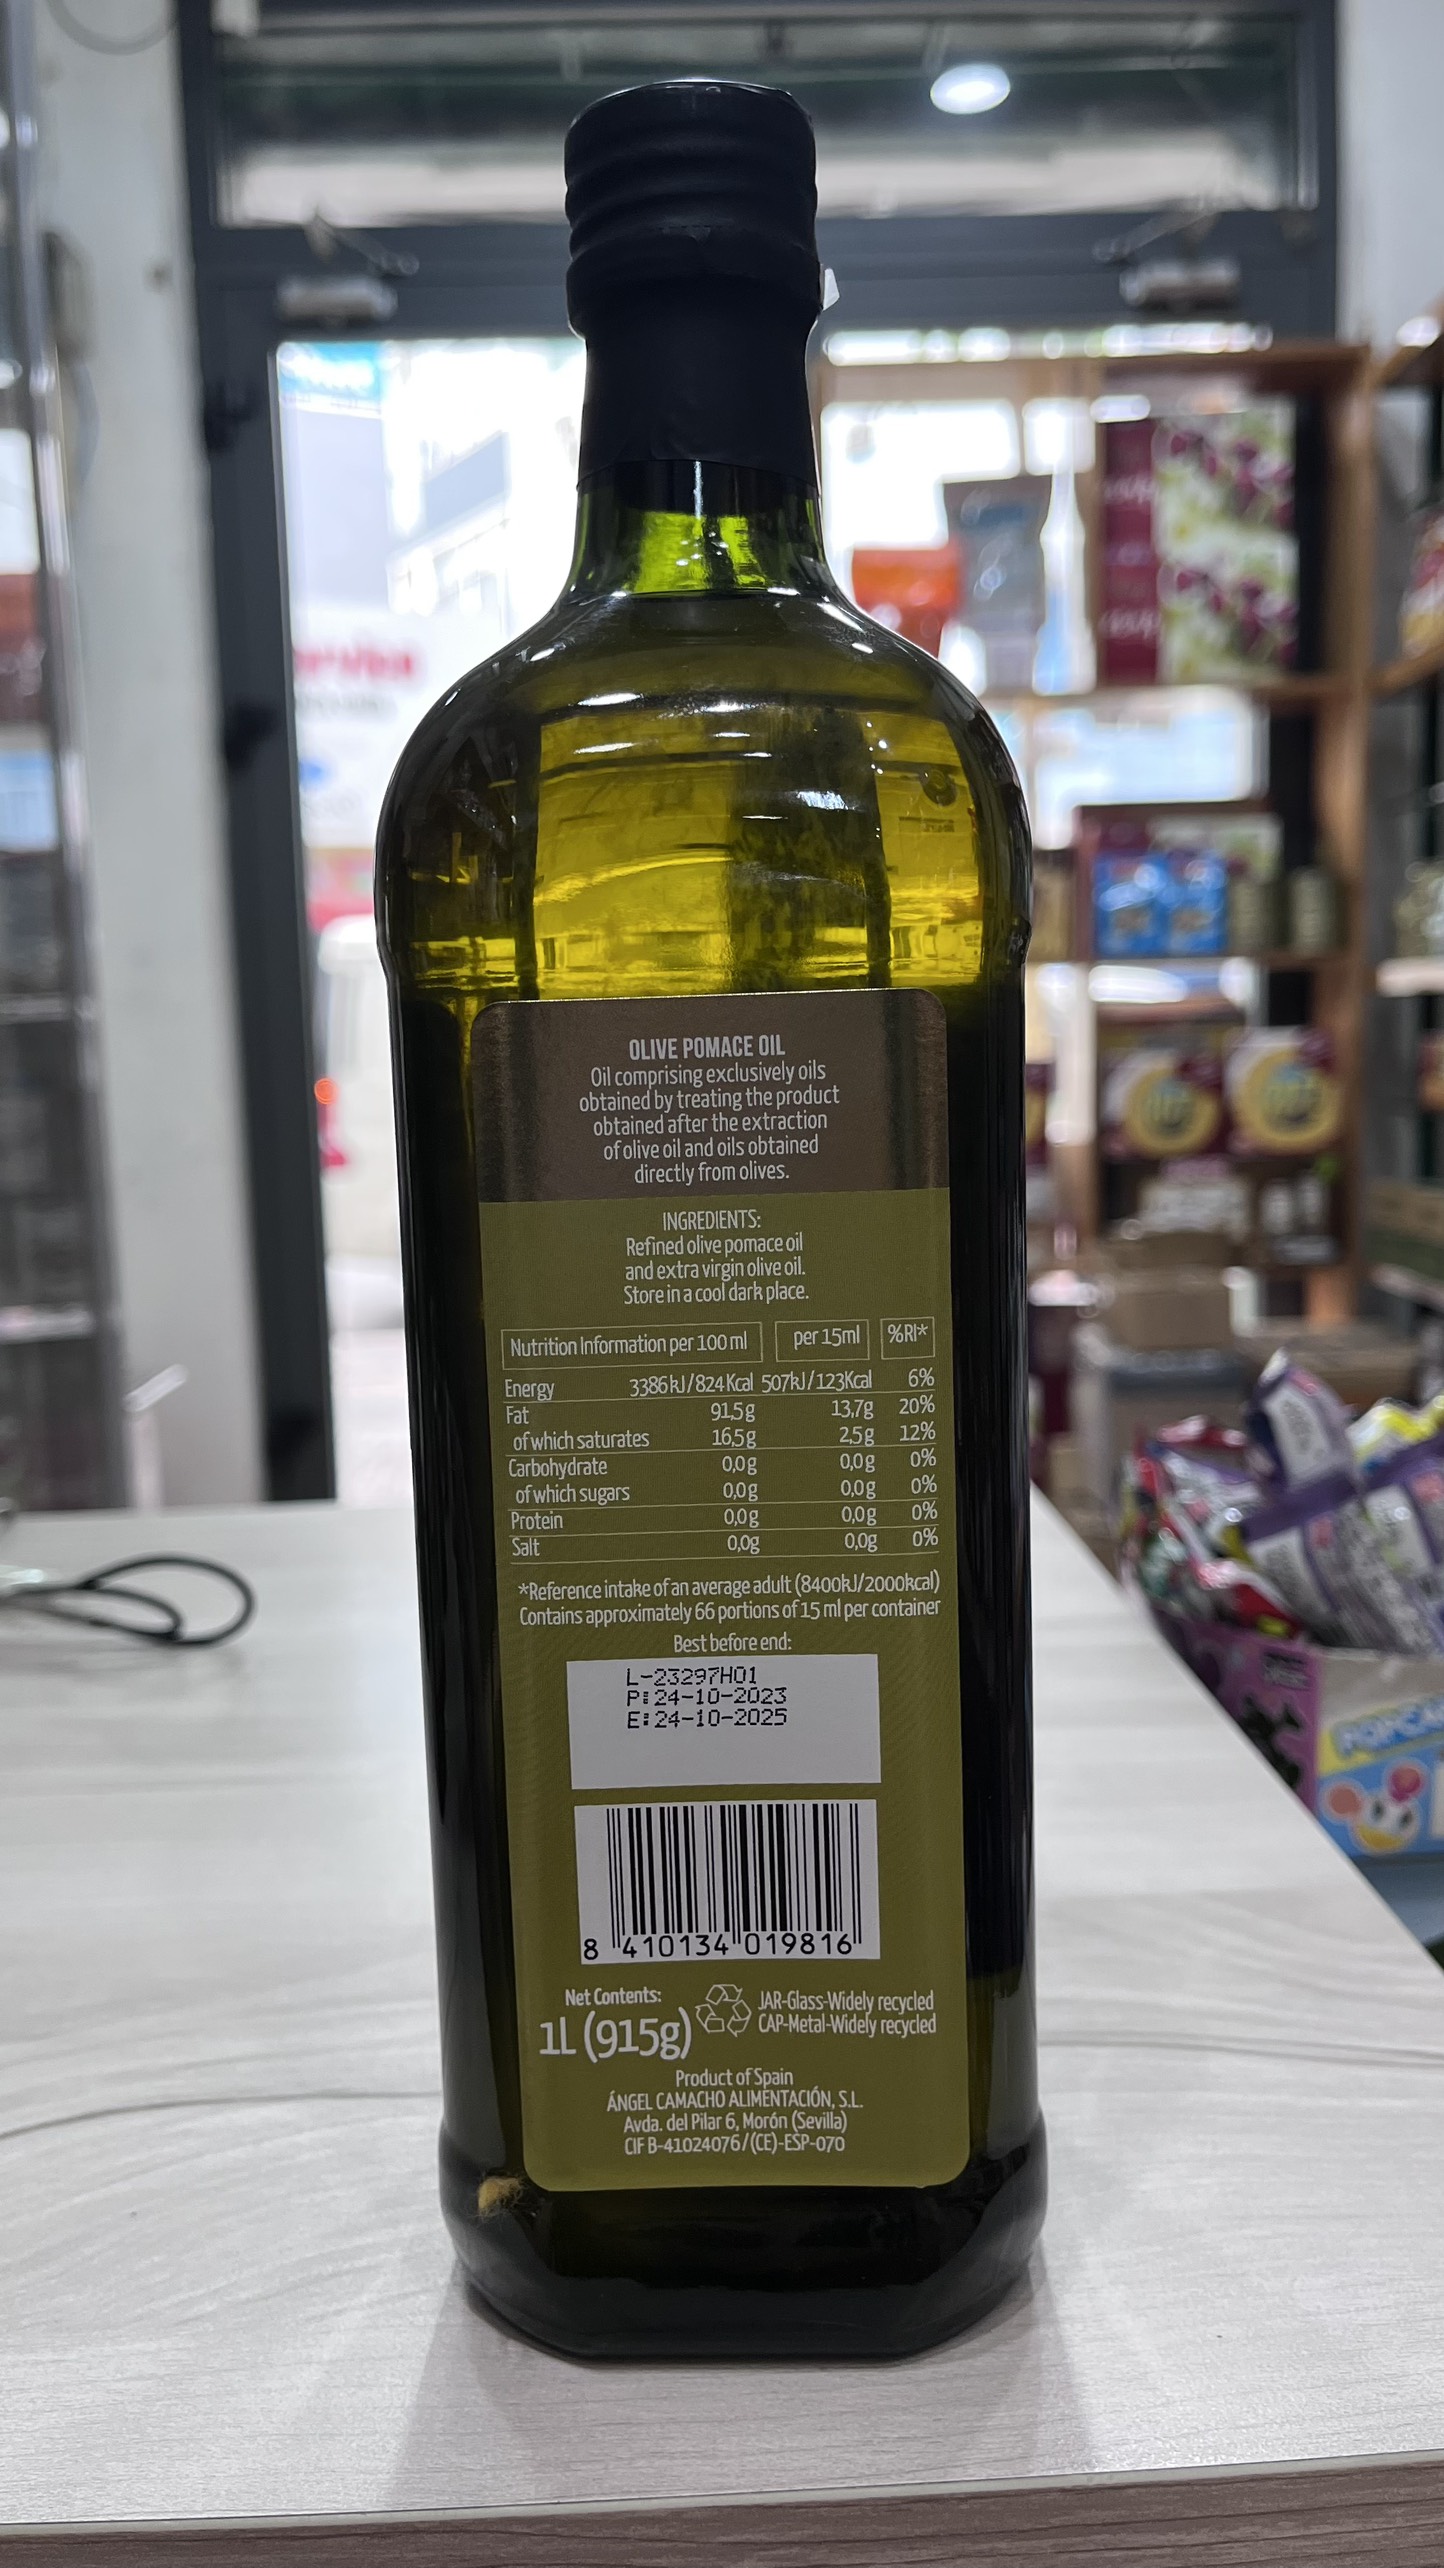 OLIVE POMACE OIL
Oil comprising exclusively oils
obtained by treating the product
obtained after the extraction
of olive oil and oils obtained
directly from olives.
INGREDIENTS:
Refined olive pomace oil
and extra virgin olive oil.
Store in a cool dark place.
Nutrition Information per 100 ml per 15ml %RI*
Energy 3386kJ/824Kcal 507kJ/123Kcal 6%
Fat 91,5g 13,7g 20%
of which saturates 16,5g 2,5g 12%
Carbohydrate 0,0g 0,0g 0%
of which sugars 0,0g 0,0g 0%
Protein 0,0g 0,0g 0%
Salt 0,0g 0,0g 0%
*Reference intake of an average adult (8400kJ/2000kcal)
Contains approximately 66 portions of 15 ml per container
Best before end:
L-23297H01
P:24-10-2023
E:24-10-2025
8 410134 019816
Net Contents:
1L (915g)
JAR-Glass-Widely recycled
CAP-Metal-Widely recycled
Product of Spain
ÁNGEL CAMACHO ALIMENTACIÓN, S.L.
Avda. del Pilar 6, Morón (Sevilla)
CIF B-41024076/(CE)-ESP-070